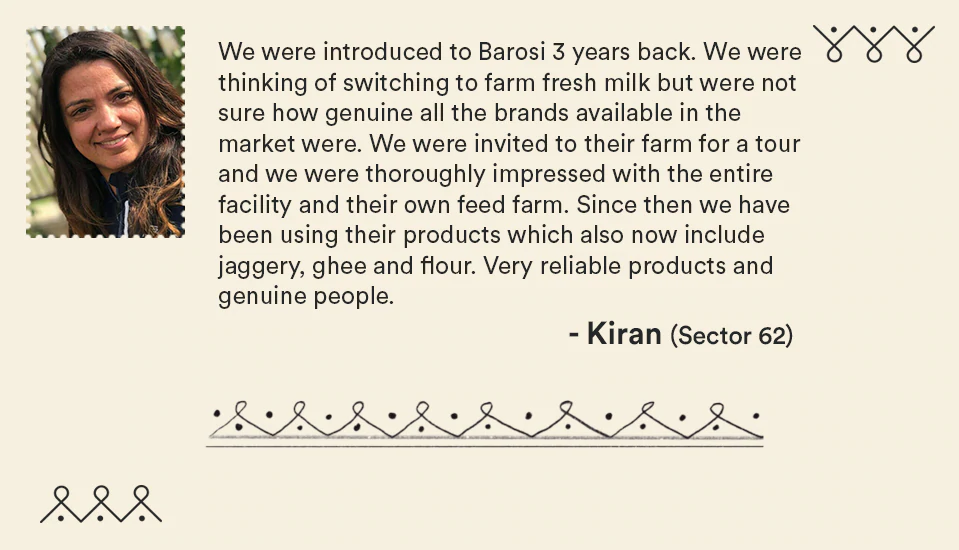 We were introduced to Barosi 3 years back. We were
thinking of switching to farm fresh milk but were not
sure how genuine all the brands available in the
market were. We were invited to their farm for a tour
and we were thoroughly impressed with the entire
facility and their own feed farm. Since then we have
been using their products which also now include
jaggery, ghee and flour. Very reliable products and
genuine people.
- Kiran (Sector 62)